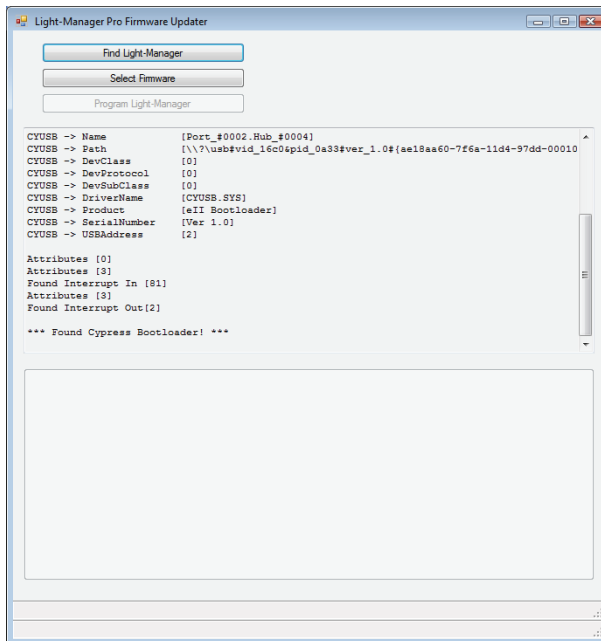 Light-Manager Pro Firmware Updater
Find Light-Manager
Select Firmware
Program Light-Manager
CYUSB -> Name [Port_#0002.Hub_#0004]
CYUSB -> Path [\\?\usb#vid_16c0&pid_0a33#ver_1.0#{ae18aa60-7f6a-11d4-97dd-00010
CYUSB -> DevClass [0]
CYUSB -> DevProtocol [0]
CYUSB -> DevSubClass [0]
CYUSB -> DriverName [CYUSB.SYS]
CYUSB -> Product [eII Bootloader]
CYUSB -> SerialNumber [Ver 1.0]
CYUSB -> USBAddress [2]
Attributes [0]
Attributes [3]
Found Interrupt In [81]
Attributes [3]
Found Interrupt Out[2]
*** Found Cypress Bootloader! ***